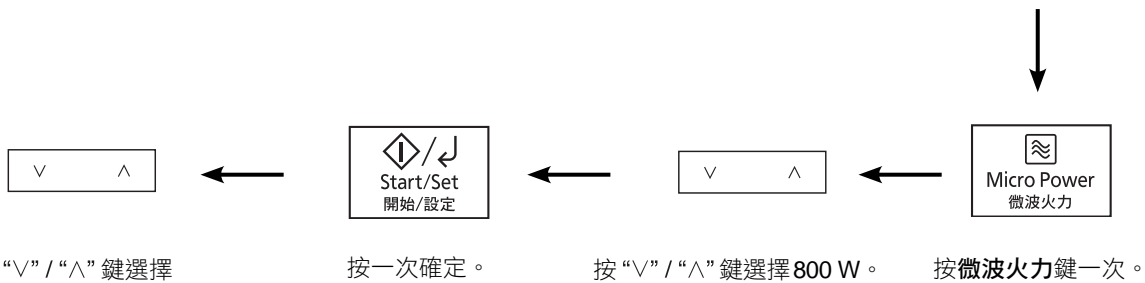 ∨ ∧
Start/Set
開始/設定
∨ ∧
Micro Power
微波火力
“∨” / “∧” 鍵選擇
按一次確定。
按 “∨” / “∧” 鍵選擇 800 W。
按微波火力鍵一次。